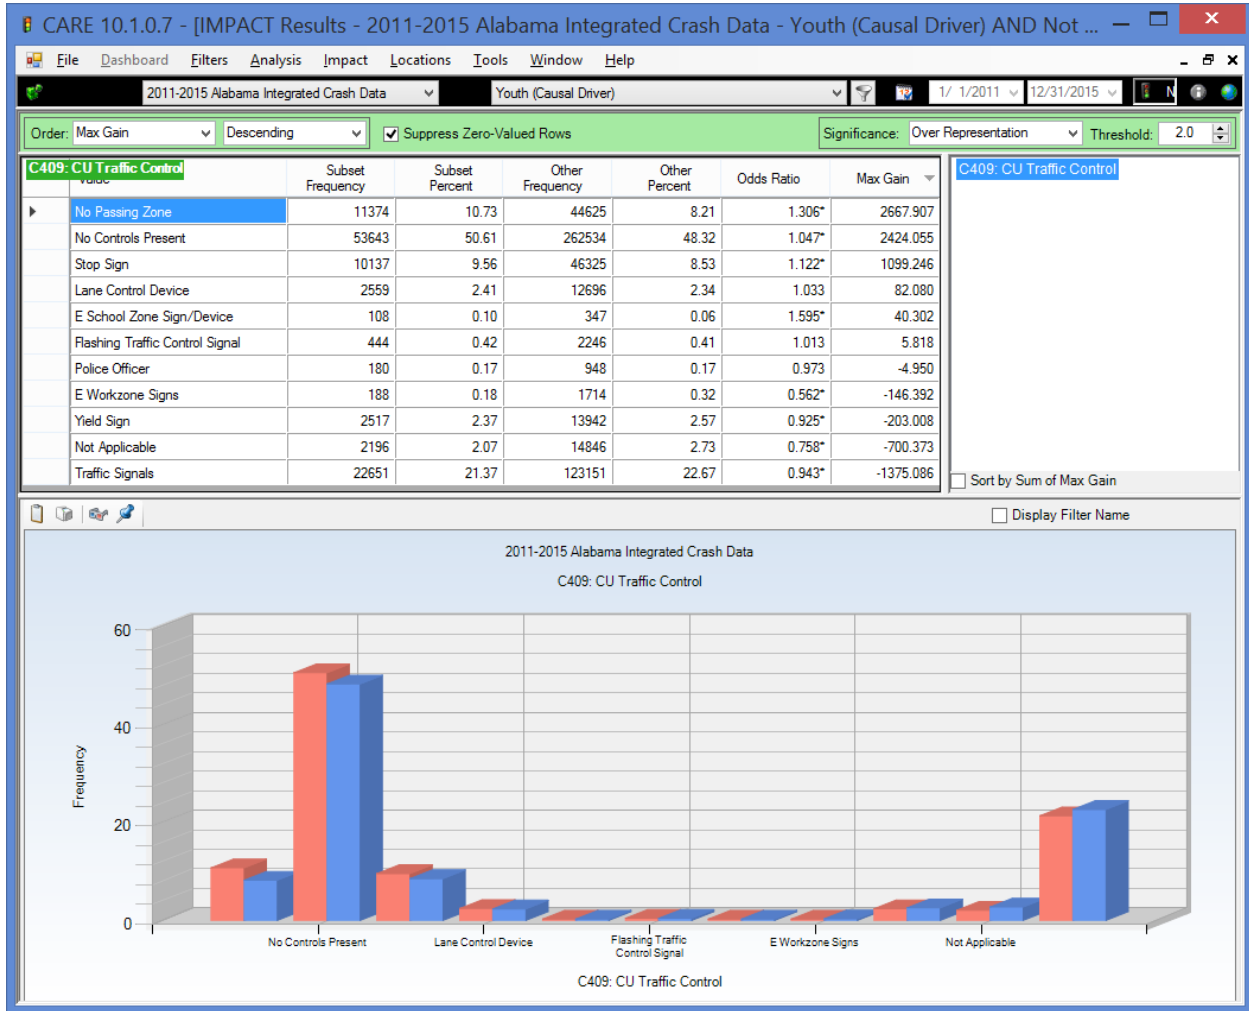 CARE 10.1.0.7 - [IMPACT Results - 2011-2015 Alabama Integrated Crash Data - Youth (Causal Driver) AND Not ...
File Dashboard Filters Analysis Impact Locations Tools Window Help
2011-2015 Alabama Integrated Crash Data Youth (Causal Driver) 1/ 1/2011 12/31/2015 N
Order: Max Gain Descending Suppress Zero-Valued Rows Significance: Over Representation Threshold: 2.0
C409: CU Traffic Control Subset Frequency Subset Percent Other Frequency Other Percent Odds Ratio Max Gain C409: CU Traffic Control
No Passing Zone 11374 10.73 44625 8.21 1.306* 2667.907
No Controls Present 53643 50.61 262534 48.32 1.047* 2424.055
Stop Sign 10137 9.56 46325 8.53 1.122* 1099.246
Lane Control Device 2559 2.41 12696 2.34 1.033 82.080
E School Zone Sign/Device 108 0.10 347 0.06 1.595* 40.302
Flashing Traffic Control Signal 444 0.42 2246 0.41 1.013 5.818
Police Officer 180 0.17 948 0.17 0.973 -4.950
E Workzone Signs 188 0.18 1714 0.32 0.562* -146.392
Yield Sign 2517 2.37 13942 2.57 0.925* -203.008
Not Applicable 2196 2.07 14846 2.73 0.758* -700.373
Traffic Signals 22651 21.37 123151 22.67 0.943* -1375.086
Sort by Sum of Max Gain
Display Filter Name
2011-2015 Alabama Integrated Crash Data
C409: CU Traffic Control
60
40
20
0
Frequency
No Controls Present Lane Control Device Flashing Traffic Control Signal E Workzone Signs Not Applicable
C409: CU Traffic Control